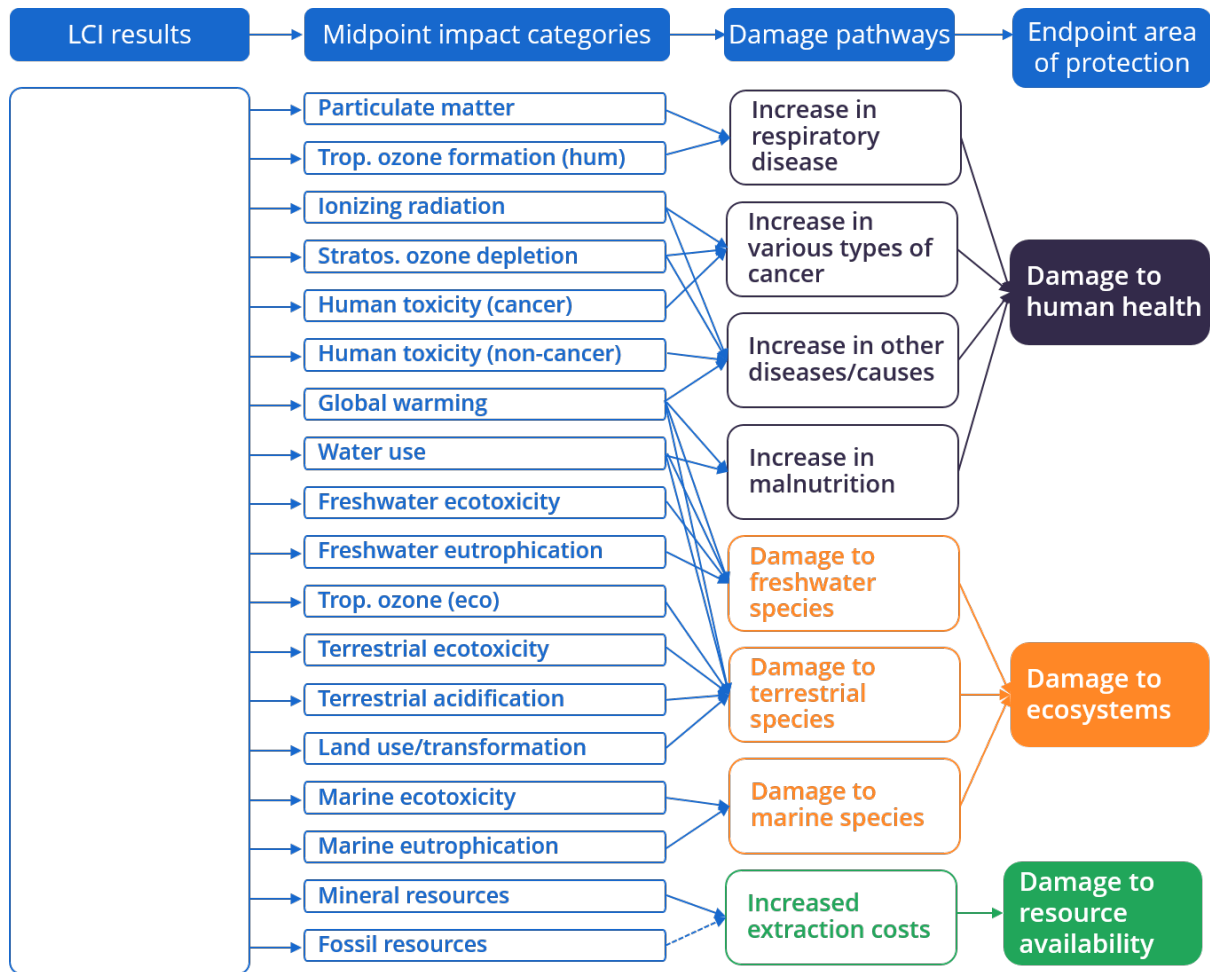 LCI results
Midpoint impact categories
Damage pathways
Endpoint area
of protection
Particulate matter
Trop. ozone formation (hum)
Ionizing radiation
Stratos. ozone depletion
Human toxicity (cancer)
Human toxicity (non-cancer)
Global warming
Water use
Freshwater ecotoxicity
Freshwater eutrophication
Trop. ozone (eco)
Terrestrial ecotoxicity
Terrestrial acidification
Land use/transformation
Marine ecotoxicity
Marine eutrophication
Mineral resources
Fossil resources
Increase in
respiratory
disease
Increase in
various types of
cancer
Increase in other
diseases/causes
Increase in
malnutrition
Damage to
freshwater
species
Damage to
terrestrial
species
Damage to
marine species
Increased
extraction costs
Damage to
human health
Damage to
ecosystems
Damage to
resource
availability